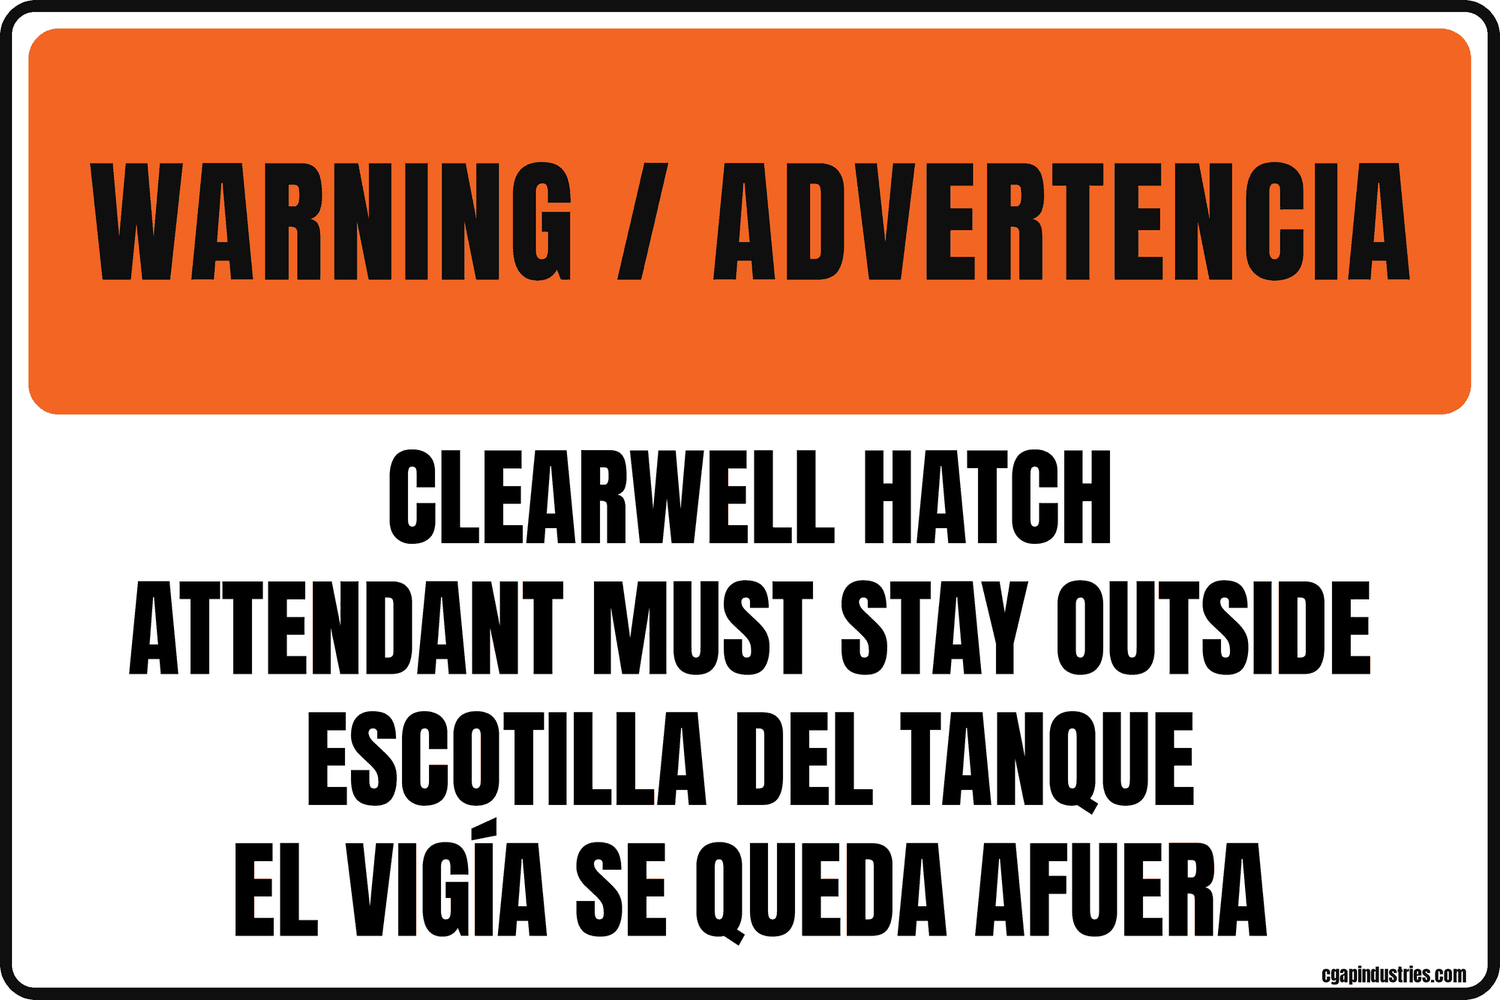 WARNING / ADVERTENCIA
CLEARWELL HATCH
ATTENDANT MUST STAY OUTSIDE
ESCOTILLA DEL TANQUE
EL VIGÍA SE QUEDA AFUERA
cgapindustries.com